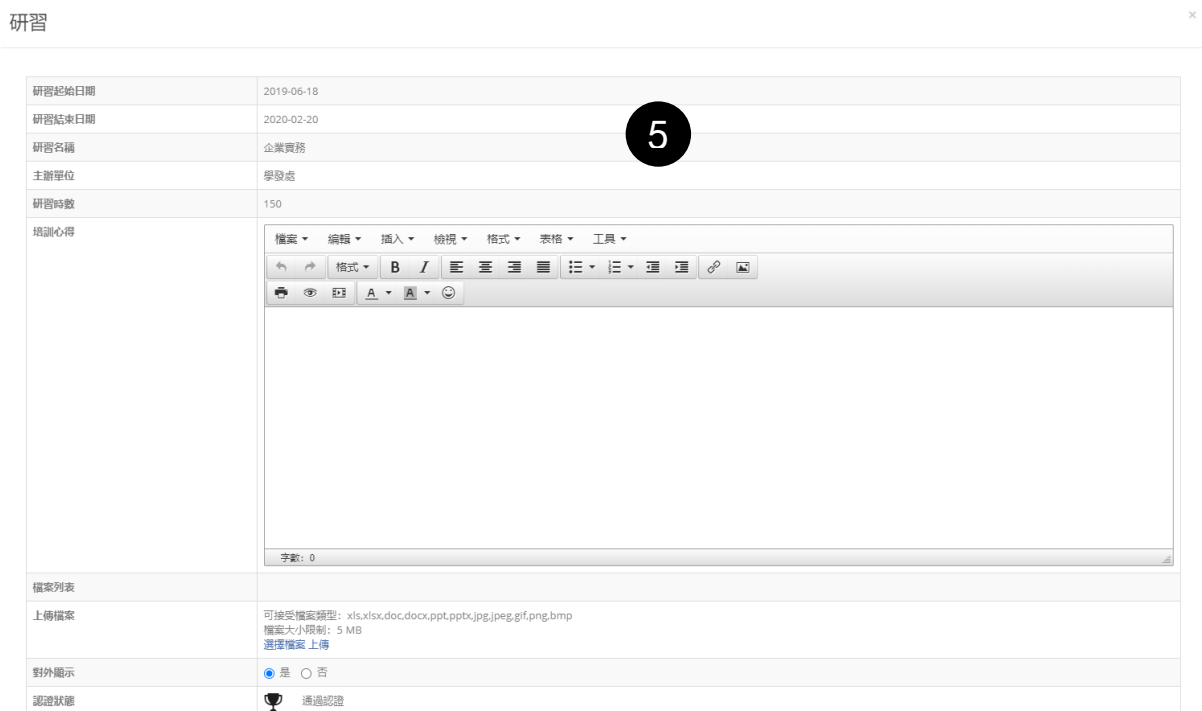 研習
×
研習起始日期 2019-06-18
研習結束日期 2020-02-20
5
研習名稱 企業實務
主辦單位 學發處
研習時數 150
培訓心得
檔案 編輯 插入 檢視 格式 表格 工具
格式 B I
A A
字數: 0
檔案列表
上傳檔案 可接受檔案類型: xls,xlsx,doc,docx,ppt,pptx,jpg,jpeg,gif,png,bmp
檔案大小限制: 5 MB
選擇檔案 上傳
對外顯示 是 否
認證狀態 通過認證